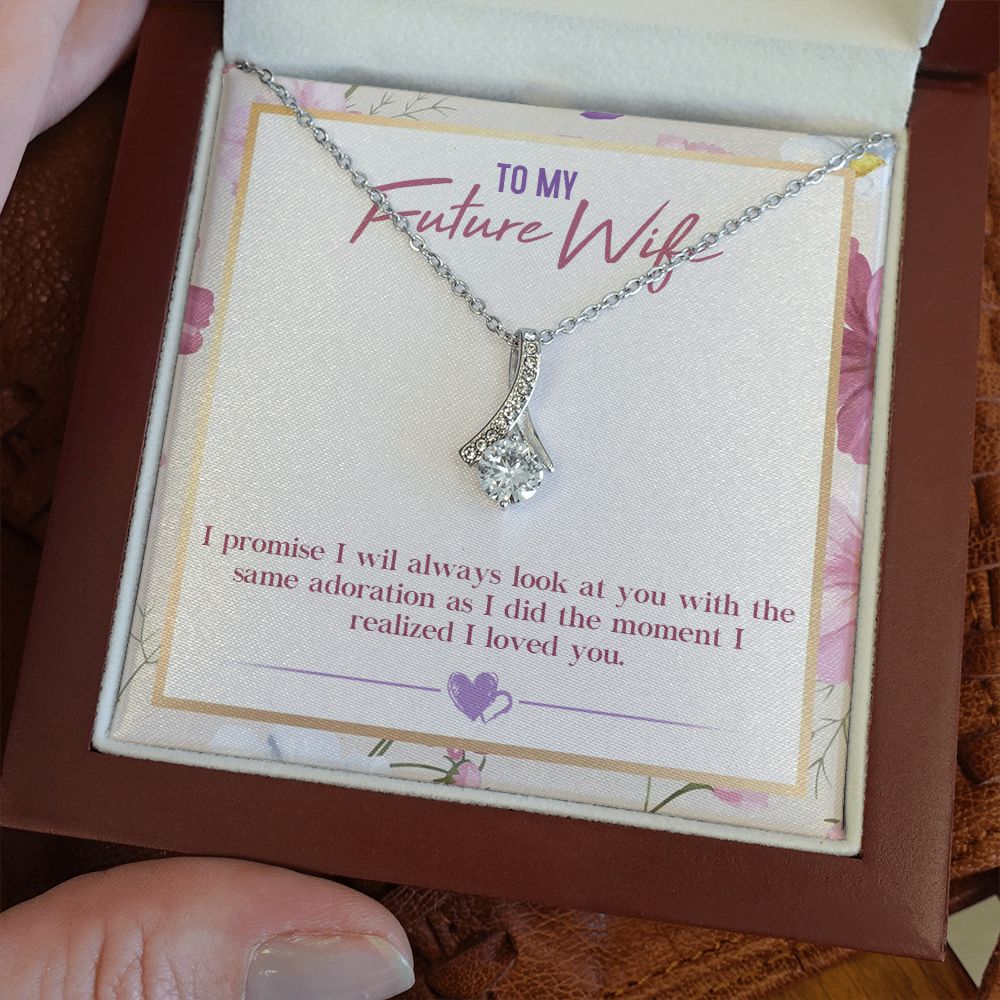 TO MY
Future Wife
I promise I wil always look at you with the
same adoration as I did the moment I
realized I loved you.